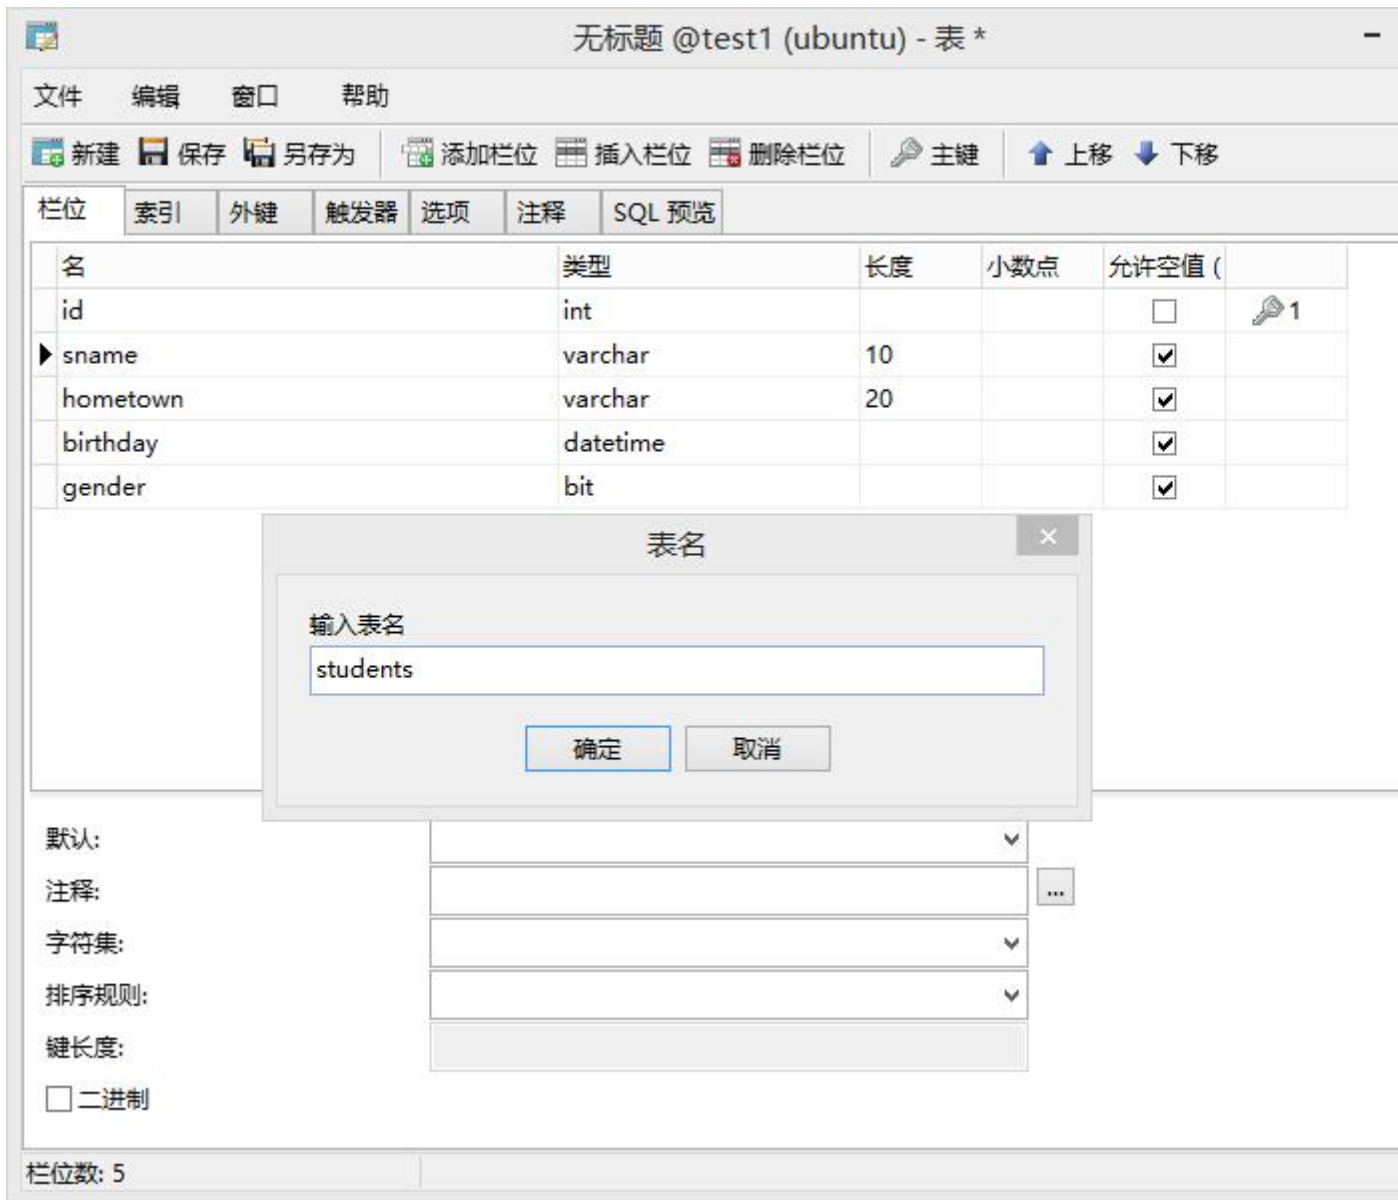 无标题 @test1 (ubuntu) - 表 *
文件 编辑 窗口 帮助
新建 保存 另存为 添加栏位 插入栏位 删除栏位 主键 上移 下移
栏位 索引 外键 触发器 选项 注释 SQL 预览
名 类型 长度 小数点 允许空值 (
id int 1
sname varchar 10
hometown varchar 20
birthday datetime
gender bit
表名
输入表名
students
确定 取消
默认:
注释: ...
字符集:
排序规则:
键长度:
二进制
栏位数: 5